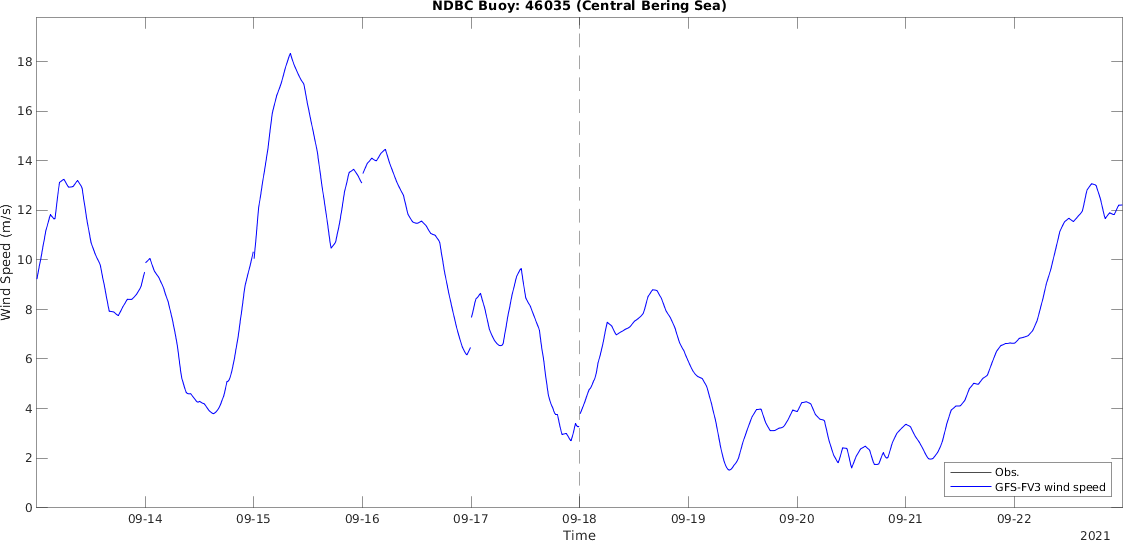 NDBC Buoy: 46035 (Central Bering Sea)
18
16
14
12
10
8
6
4
2
0
Wind Speed (m/s)
09-14 09-15 09-16 09-17 09-18 09-19 09-20 09-21 09-22
Time
2021
Obs.
GFS-FV3 wind speed